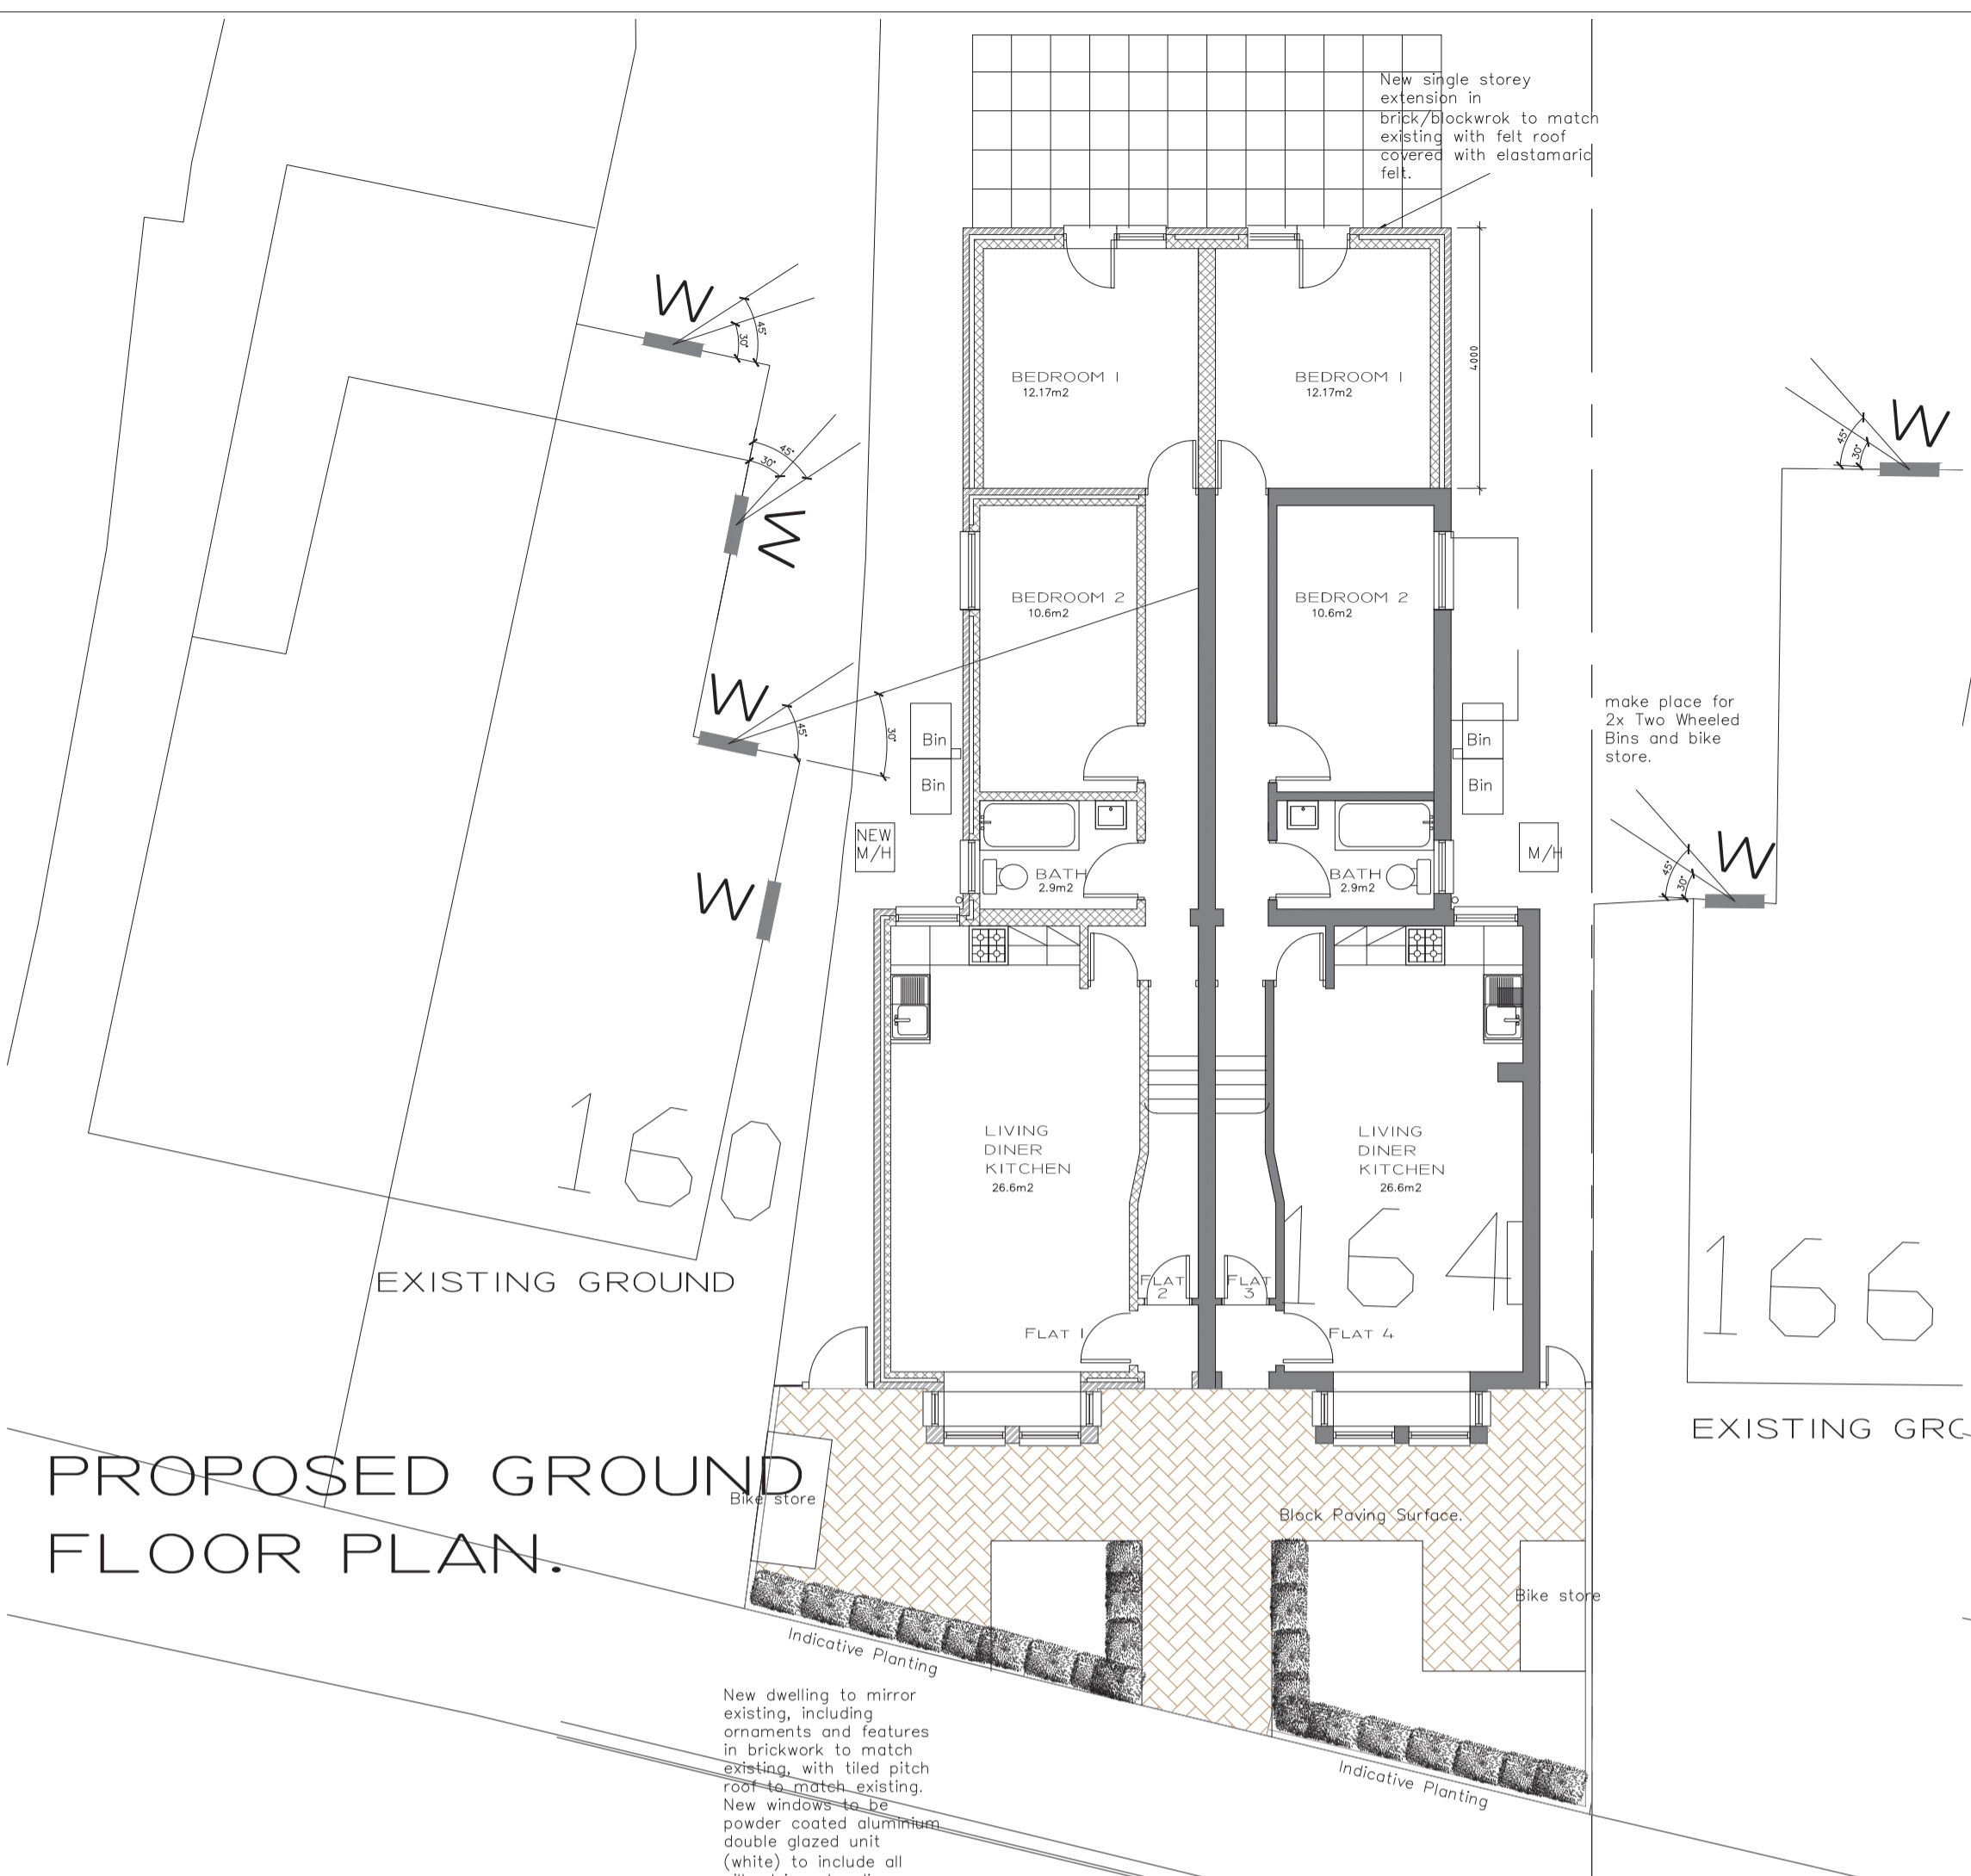 New single storey
extension in
brick/blockwrok to match
existing with felt roof
covered with elastamaric
felt.
W
45°
30°
4000
BEDROOM 1
12.17m2
BEDROOM 1
12.17m2
W
45°
30°
45°
30°
W
W
BEDROOM 2
10.6m2
BEDROOM 2
10.6m2
W
45°
30°
make place for
2x Two Wheeled
Bins and bike
store.
Bin
Bin
Bin
Bin
NEW
M/H
M/H
W
45°
30°
W
BATH
2.9m2
BATH
2.9m2
160
LIVING
DINER
KITCHEN
26.6m2
LIVING
DINER
KITCHEN
26.6m2
164
166
EXISTING GROUND
FLAT
2
FLAT
3
FLAT 1
FLAT 4
EXISTING GRO
PROPOSED GROUND
FLOOR PLAN.
Bike store
Block Paving Surface.
Bike store
Indicative Planting
Indicative Planting
New dwelling to mirror
existing, including
ornaments and features
in brickwork to match
existing, with tiled pitch
roof to match existing.
New windows to be
powder coated aluminium
double glazed unit
(white) to include all